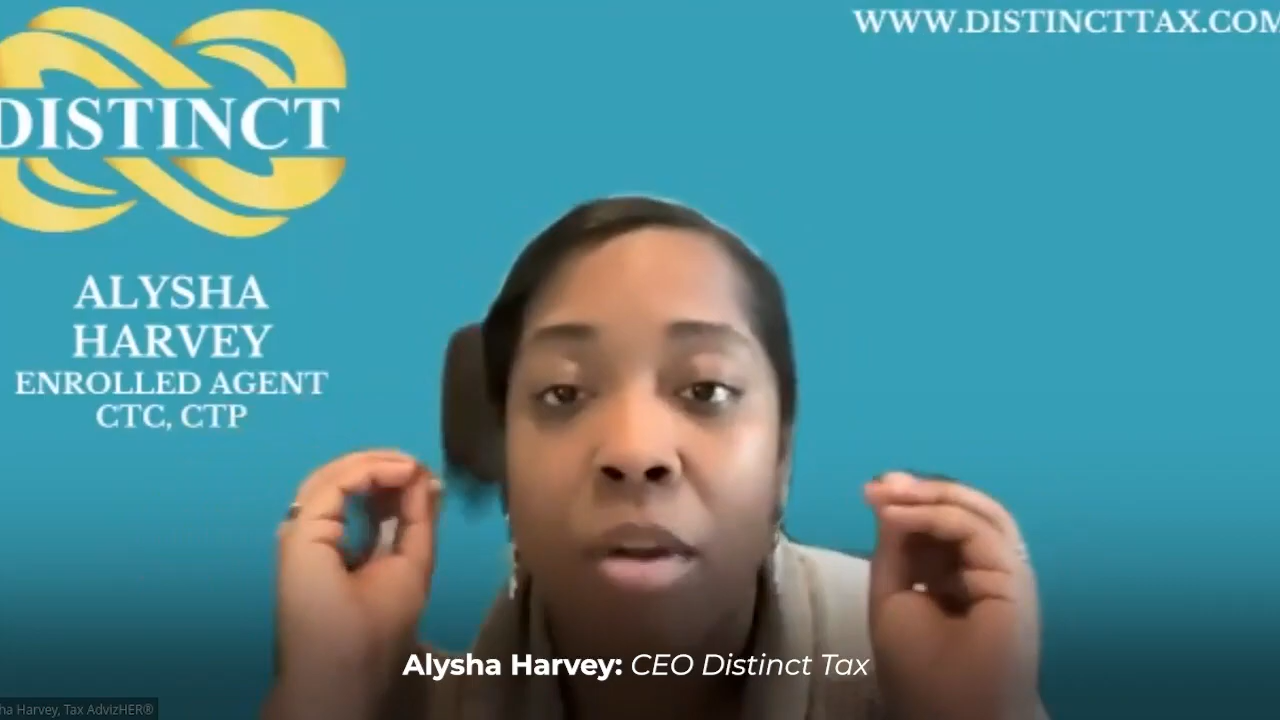 WWW.DISTINCTTAX.COM
DISTINCT
ALYSHA
HARVEY
ENROLLED AGENT
CTC, CTP
Alysha Harvey: CEO Distinct Tax
ha Harvey, Tax AdvizHER®